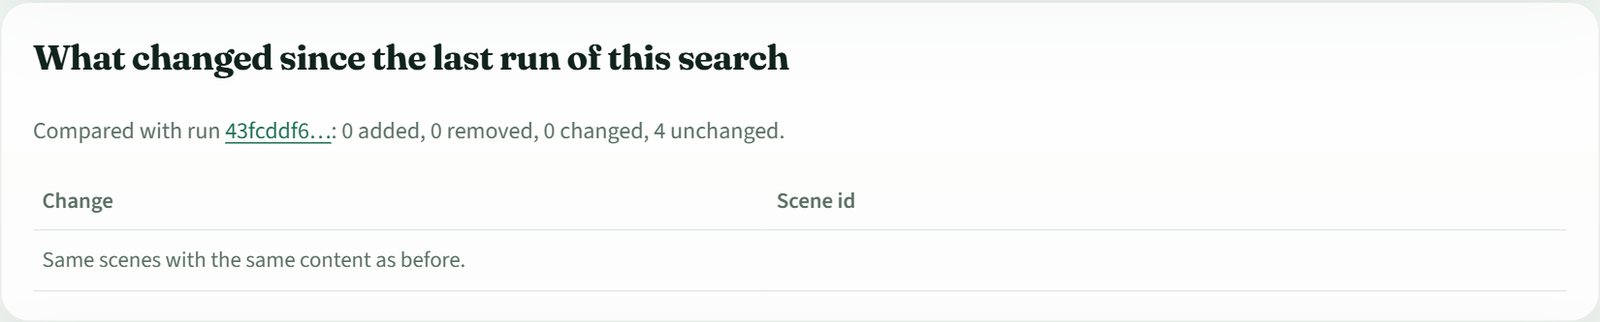 What changed since the last run of this search
Compared with run 43fcddf6…: 0 added, 0 removed, 0 changed, 4 unchanged.
Change Scene id
Same scenes with the same content as before.